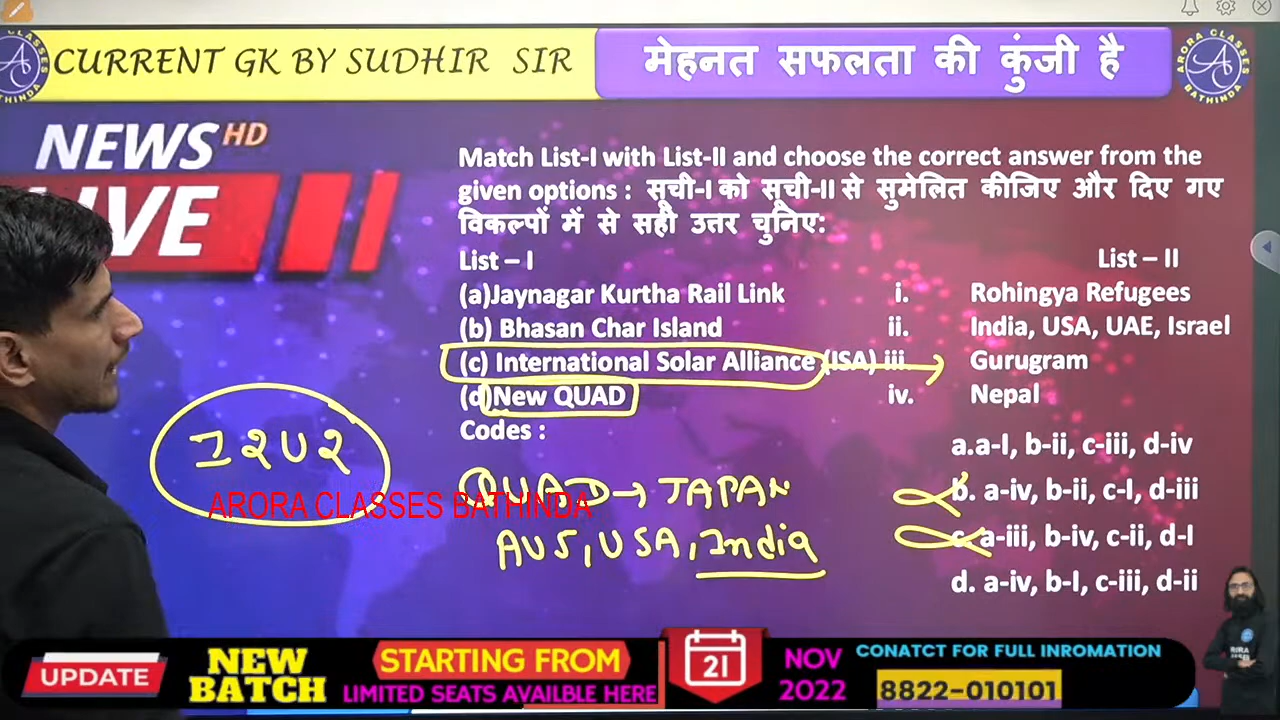 CURRENT GK BY SUDHIR SIR
मेहनत सफलता की कुंजी है
ARORA CLASSES
BATHINDA
NEWS HD
LIVE
Match List-I with List-II and choose the correct answer from the
given options : सूची-I को सूची-II से सुमेलित कीजिए और दिए गए
विकल्पों में से सही उत्तर चुनिए:
List – I List – II
(a)Jaynagar Kurtha Rail Link i. Rohingya Refugees
(b) Bhasan Char Island ii. India, USA, UAE, Israel
(c) International Solar Alliance (ISA) iii. Gurugram
(d)New QUAD iv. Nepal
Codes :
a.a-I, b-ii, c-iii, d-iv
b. a-iv, b-ii, c-I, d-iii
c. a-iii, b-iv, c-ii, d-I
d. a-iv, b-I, c-iii, d-ii
I2U2
QUAD → JAPAN
AUS, USA, India
ARORA CLASSES BATHINDA
UPDATE
NEW
BATCH
STARTING FROM
LIMITED SEATS AVAILBLE HERE
21
NOV
2022
CONATCT FOR FULL INROMATION
8822-010101